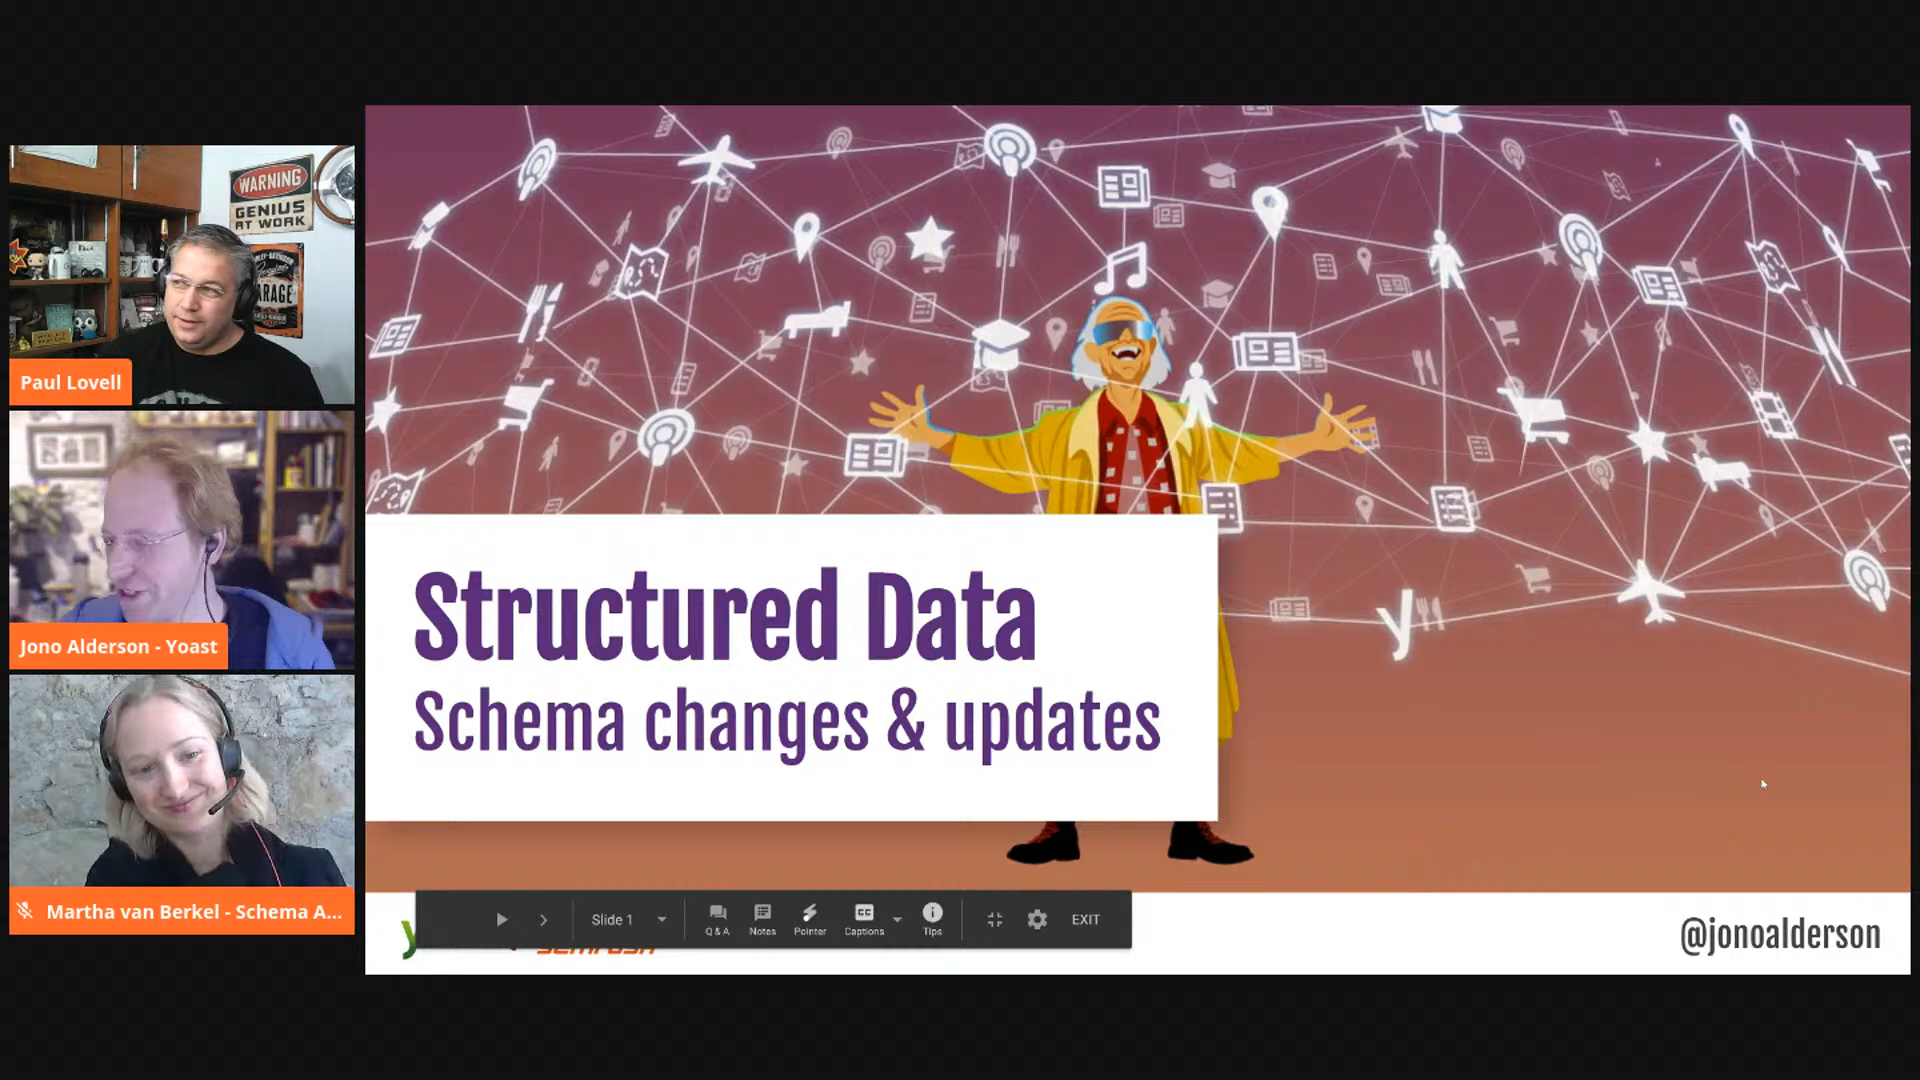 WARNING
GENIUS
AT WORK
Paul Lovell
Jono Alderson - Yoast
Martha van Berkel - Schema A...
Structured Data
Schema changes & updates
y
Slide 1
Q & A
Notes
Pointer
CC
Captions
Tips
EXIT
@jonoalderson